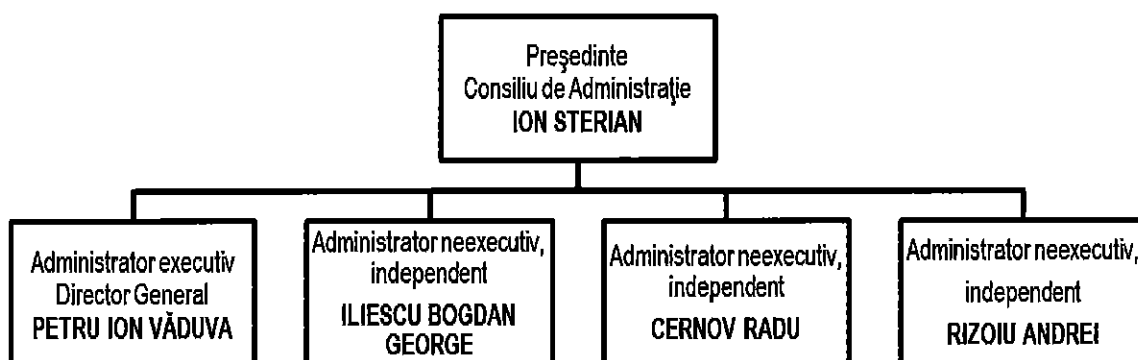 Preşedinte
Consiliu de Administraţie
ION STERIAN
Administrator executiv
Director General
PETRU ION VĂDUVA
Administrator neexecutiv,
independent
ILIESCU BOGDAN
GEORGE
Administrator neexecutiv,
independent
CERNOV RADU
Administrator neexecutiv,
independent
RIZOIU ANDREI